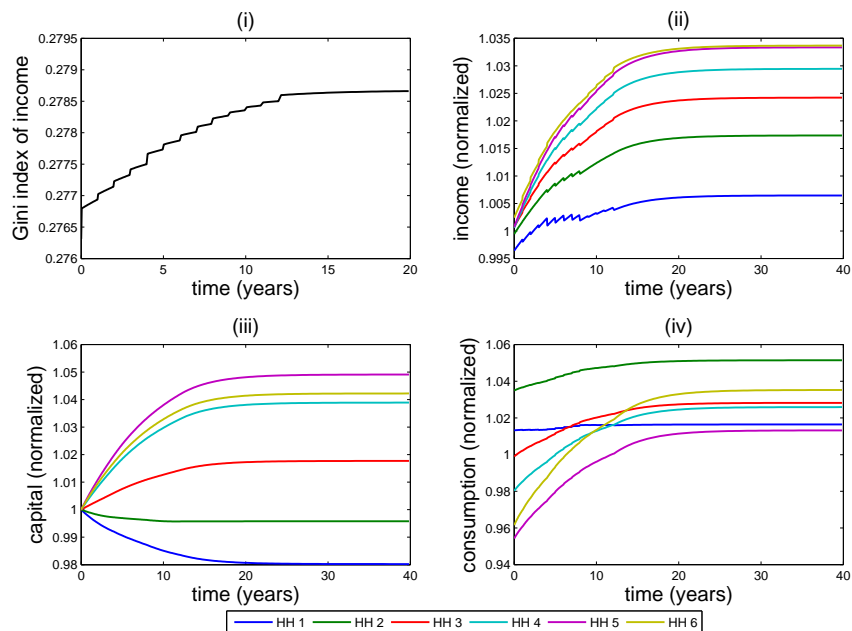 (i)
0.2795
0.279
0.2785
0.278
0.2775
0.277
0.2765
0.276
Gini index of income
0 5 10 15 20
time (years)
(ii)
1.035
1.03
1.025
1.02
1.015
1.01
1.005
1
0.995
income (normalized)
0 10 20 30 40
time (years)
(iii)
1.06
1.05
1.04
1.03
1.02
1.01
1
0.99
0.98
capital (normalized)
0 10 20 30 40
time (years)
(iv)
1.06
1.04
1.02
1
0.98
0.96
0.94
consumption (normalized)
0 10 20 30 40
time (years)
HH 1 HH 2 HH 3 HH 4 HH 5 HH 6